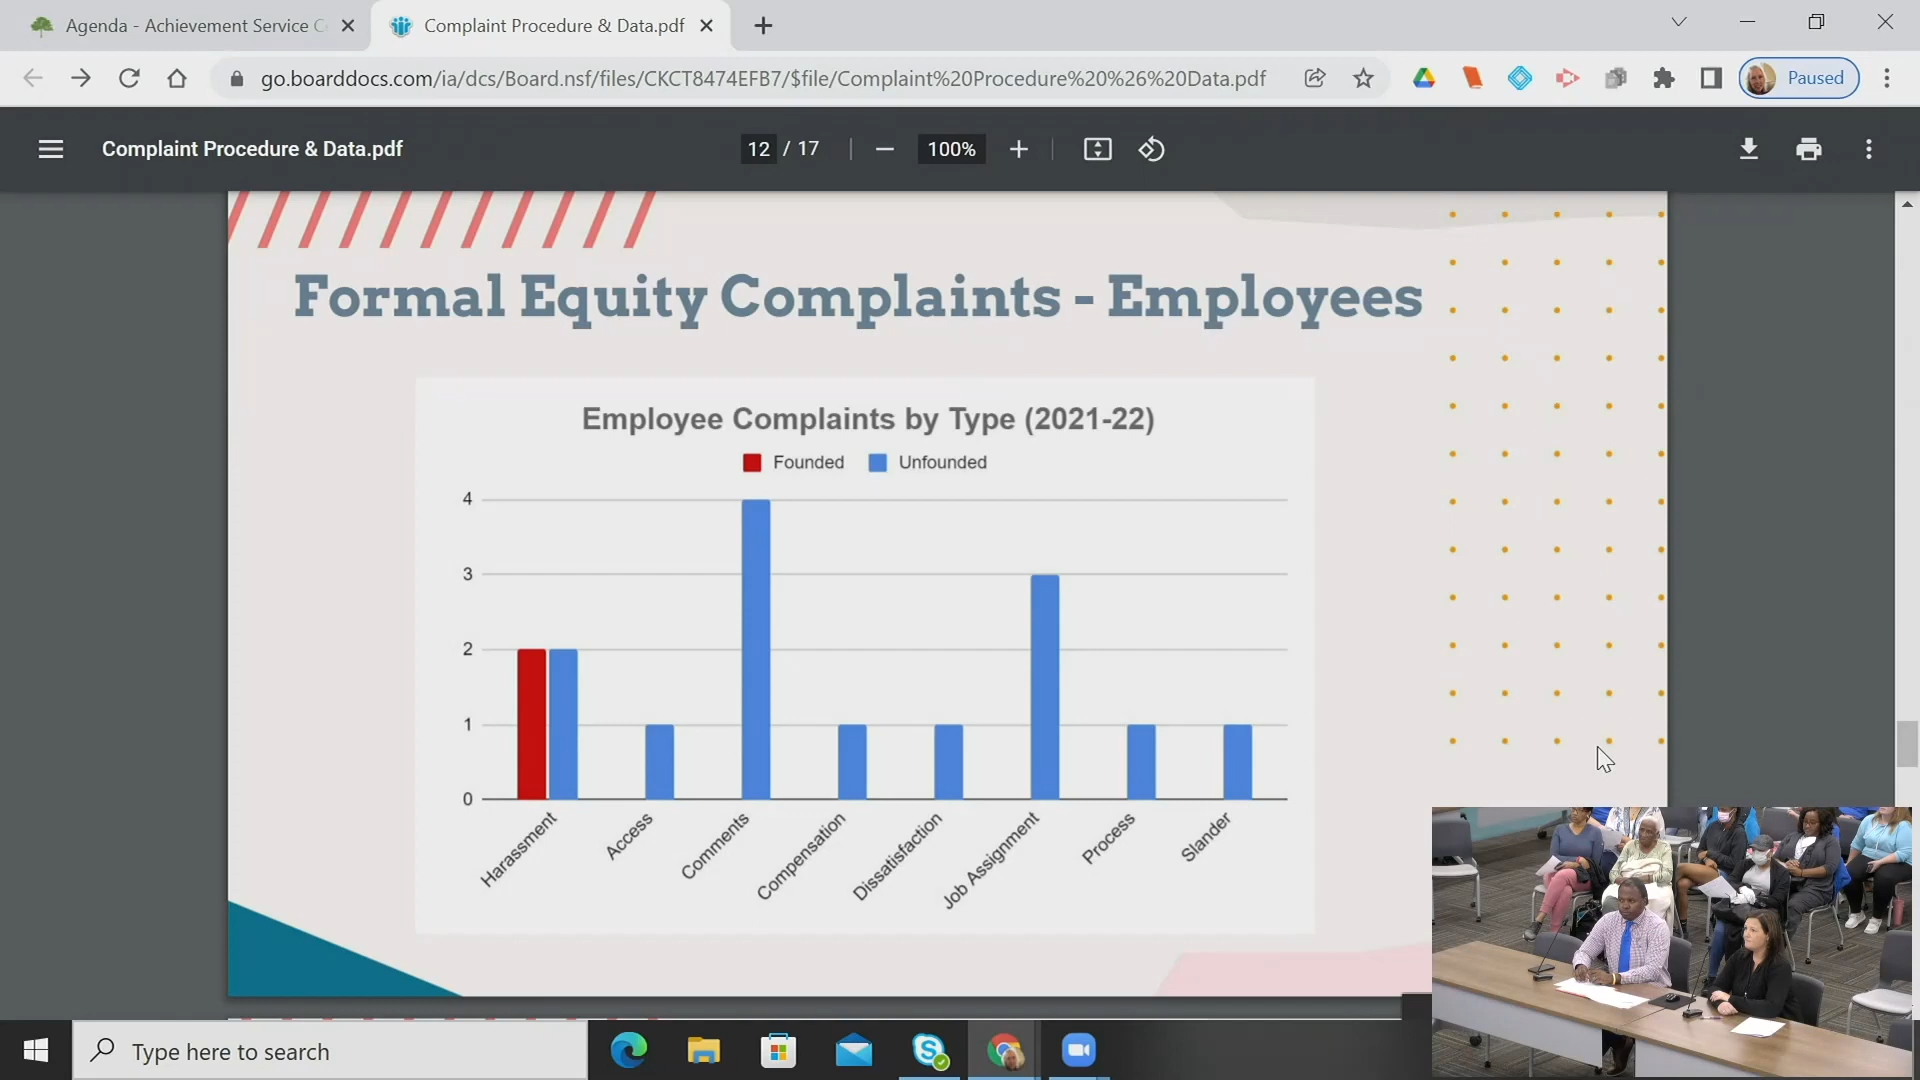 Agenda - Achievement Service C
Complaint Procedure & Data.pdf
go.boarddocs.com/ia/dcs/Board.nsf/files/CKCT8474EFB7/$file/Complaint%20Procedure%20%26%20Data.pdf
Paused
Complaint Procedure & Data.pdf
12 / 17
100%
Formal Equity Complaints - Employees
Employee Complaints by Type (2021-22)
Founded
Unfounded
4
3
2
1
0
Harassment
Access
Comments
Compensation
Dissatisfaction
Job Assignment
Process
Slander
Type here to search